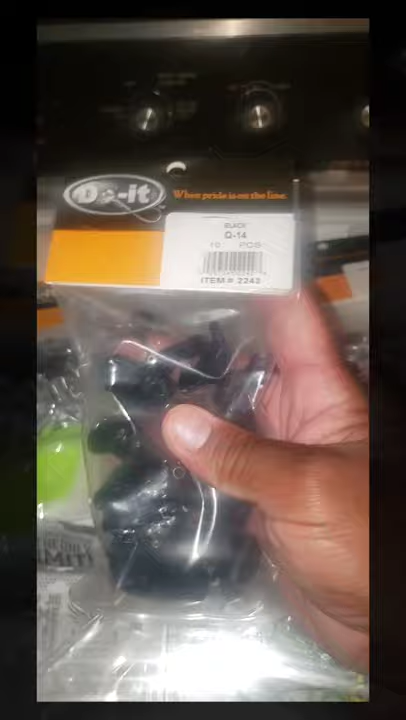 Do-it
When pride is on the line.
BLACK
Q-14
10 PCS
ITEM # 2243